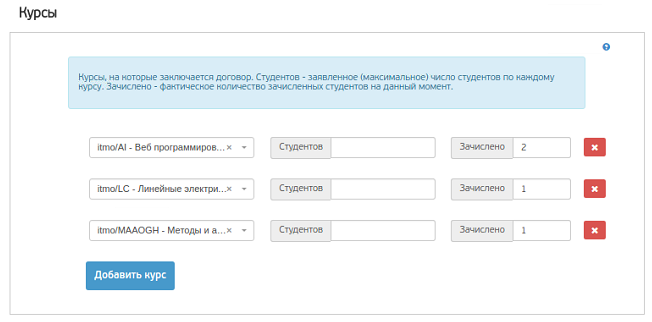 Курсы
Курсы, на которые заключается договор. Студентов - заявленное (максимальное) число студентов по каждому
курсу. Зачислено - фактическое количество зачисленных студентов на данный момент.
itmo/AI - Веб программиров... × Студентов Зачислено 2
itmo/LC - Линейные электри... × Студентов Зачислено 1
itmo/MAAOGH - Методы и а... × Студентов Зачислено 1
Добавить курс